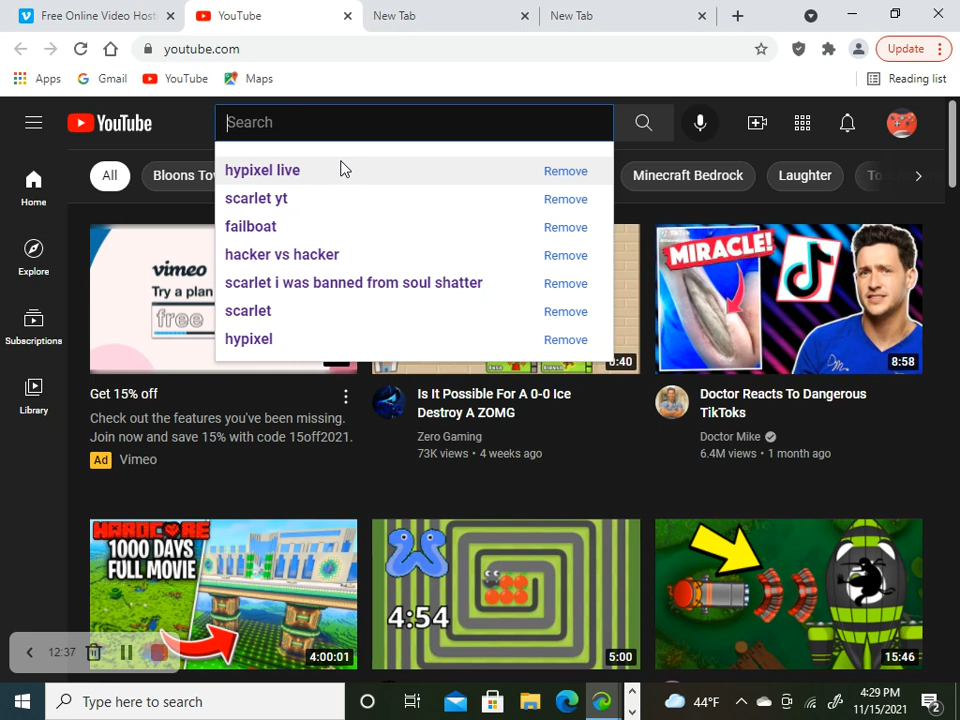 Free Online Video Host
YouTube
New Tab
New Tab
youtube.com
Update
Apps
Gmail
YouTube
Maps
Reading list
YouTube
Search
All
Bloons To
Minecraft Bedrock
Laughter
hypixel live Remove
scarlet yt Remove
failboat Remove
hacker vs hacker Remove
scarlet i was banned from soul shatter Remove
scarlet Remove
hypixel Remove
Home
Explore
Subscriptions
Library
vimeo
Try a plan
free
0:40
MIRACLE!
8:58
Get 15% off
Check out the features you've been missing.
Join now and save 15% with code 15off2021.
Ad Vimeo
Is It Possible For A 0-0 Ice
Destroy A ZOMG
Zero Gaming
73K views • 4 weeks ago
Doctor Reacts To Dangerous
TikToks
Doctor Mike
6.4M views • 1 month ago
HARDCORE
1000 DAYS
FULL MOVIE
4:00:01
4:54
5:00
15:46
12:37
Type here to search
44°F
4:29 PM
11/15/2021
2